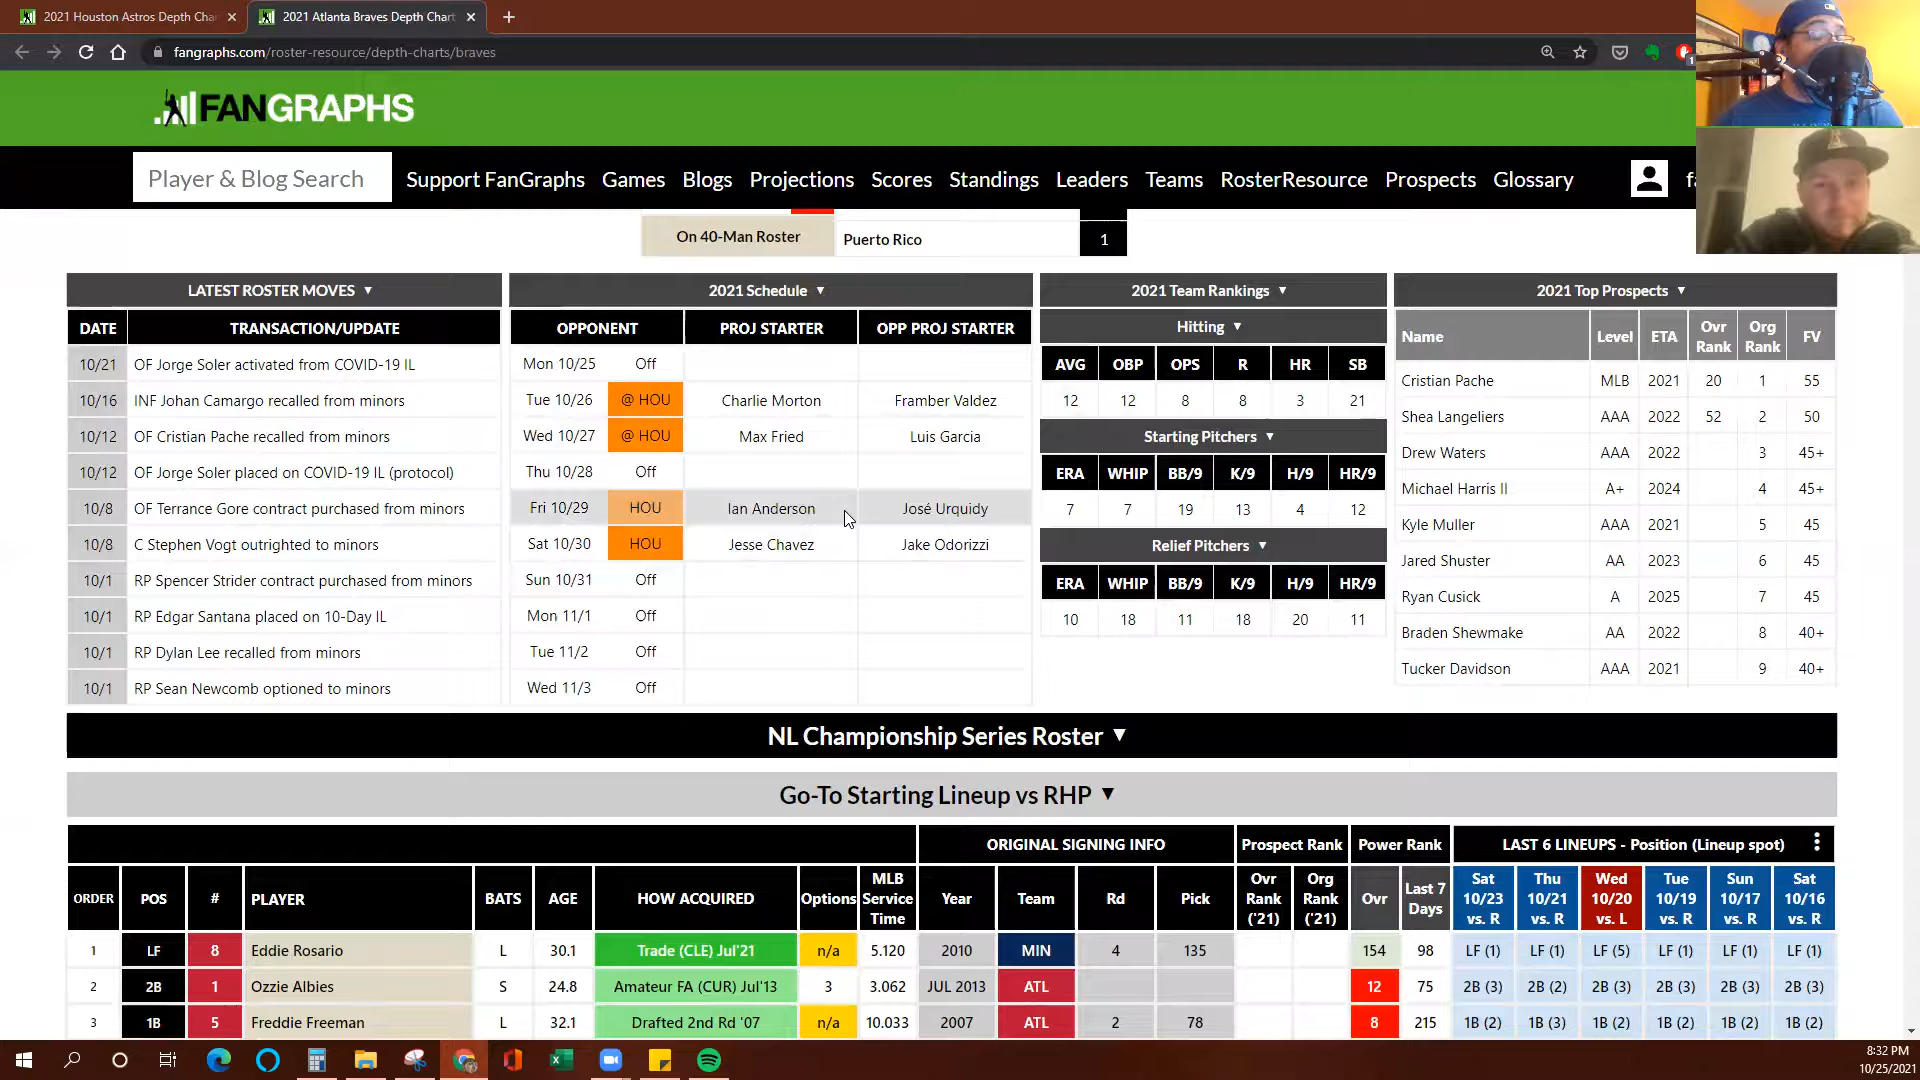 2021 Houston Astros Depth Cha
2021 Atlanta Braves Depth Chart
fangraphs.com/roster-resource/depth-charts/braves
FANGRAPHS
Player & Blog Search Support FanGraphs Games Blogs Projections Scores Standings Leaders Teams RosterResource Prospects Glossary
On 40-Man Roster Puerto Rico 1
LATEST ROSTER MOVES ▼
DATE TRANSACTION/UPDATE
10/21 OF Jorge Soler activated from COVID-19 IL
10/16 INF Johan Camargo recalled from minors
10/12 OF Cristian Pache recalled from minors
10/12 OF Jorge Soler placed on COVID-19 IL (protocol)
10/8 OF Terrance Gore contract purchased from minors
10/8 C Stephen Vogt outrighted to minors
10/1 RP Spencer Strider contract purchased from minors
10/1 RP Edgar Santana placed on 10-Day IL
10/1 RP Dylan Lee recalled from minors
10/1 RP Sean Newcomb optioned to minors
2021 Schedule ▼
OPPONENT PROJ STARTER OPP PROJ STARTER
Mon 10/25 Off
Tue 10/26 @ HOU Charlie Morton Framber Valdez
Wed 10/27 @ HOU Max Fried Luis Garcia
Thu 10/28 Off
Fri 10/29 HOU Ian Anderson José Urquidy
Sat 10/30 HOU Jesse Chavez Jake Odorizzi
Sun 10/31 Off
Mon 11/1 Off
Tue 11/2 Off
Wed 11/3 Off
2021 Team Rankings ▼
Hitting ▼
AVG OBP OPS R HR SB
12 12 8 8 3 21
Starting Pitchers ▼
ERA WHIP BB/9 K/9 H/9 HR/9
7 7 19 13 4 12
Relief Pitchers ▼
ERA WHIP BB/9 K/9 H/9 HR/9
10 18 11 18 20 11
2021 Top Prospects ▼
Name Level ETA Ovr Rank Org Rank FV
Cristian Pache MLB 2021 20 1 55
Shea Langeliers AAA 2022 52 2 50
Drew Waters AAA 2022 3 45+
Michael Harris II A+ 2024 4 45+
Kyle Muller AAA 2021 5 45
Jared Shuster AA 2023 6 45
Ryan Cusick A 2025 7 45
Braden Shewmake AA 2022 8 40+
Tucker Davidson AAA 2021 9 40+
NL Championship Series Roster ▼
Go-To Starting Lineup vs RHP ▼
ORIGINAL SIGNING INFO Prospect Rank Power Rank LAST 6 LINEUPS - Position (Lineup spot)
ORDER POS # PLAYER BATS AGE HOW ACQUIRED Options MLB Service Time Year Team Rd Pick Ovr Rank ('21) Org Rank ('21) Ovr Last 7 Days Sat 10/23 vs. R Thu 10/21 vs. R Wed 10/20 vs. L Tue 10/19 vs. R Sun 10/17 vs. R Sat 10/16 vs. R
1 LF 8 Eddie Rosario L 30.1 Trade (CLE) Jul'21 n/a 5.120 2010 MIN 4 135 154 98 LF (1) LF (1) LF (5) LF (1) LF (1) LF (1)
2 2B 1 Ozzie Albies S 24.8 Amateur FA (CUR) Jul'13 3 3.062 JUL 2013 ATL 12 75 2B (3) 2B (2) 2B (3) 2B (3) 2B (3) 2B (3)
3 1B 5 Freddie Freeman L 32.1 Drafted 2nd Rd '07 n/a 10.033 2007 ATL 2 78 8 215 1B (2) 1B (3) 1B (2) 1B (2) 1B (2) 1B (2)
8:32 PM
10/25/2021